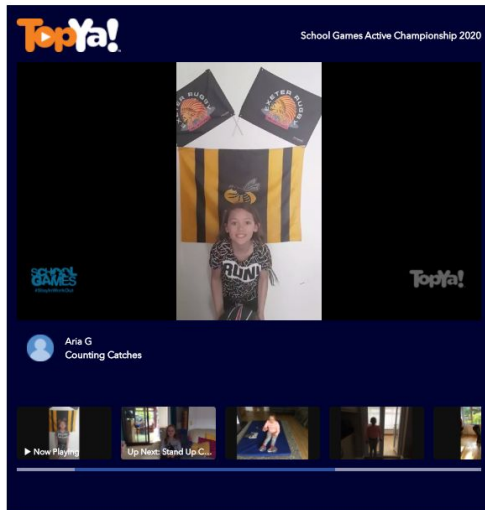 TopYa!
School Games Active Championship 2020
EXETER RUGBY
EXETER RUGBY
RUN
SCHOOL
GAMES
TopYa!
Aria G
Counting Catches
Now Playing
Up Next: Stand Up C...